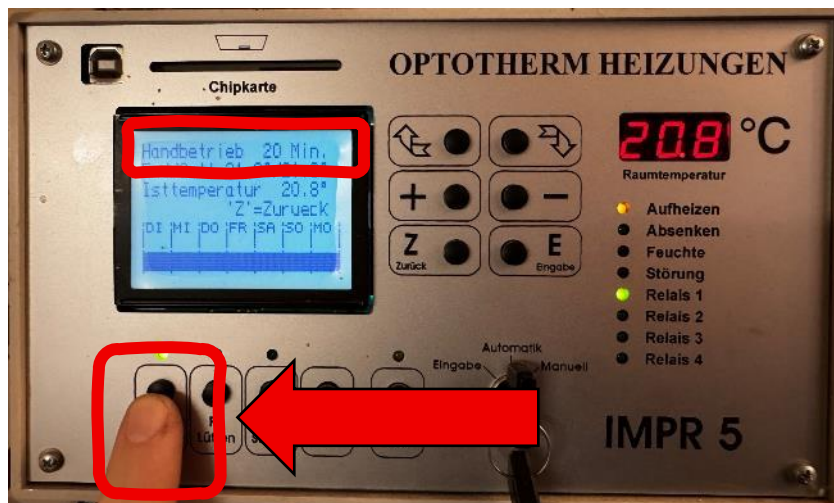 OPTOTHERM HEIZUNGEN
Chipkarte
Handbetrieb 20 Min.
Isttemperatur 20.8°
'Z'=Zurueck
DI MI DO FR SA SO MO
+
-
Z
Zurück
E
Eingabe
20.8 °C
Raumtemperatur
Aufheizen
Absenken
Feuchte
Störung
Relais 1
Relais 2
Relais 3
Relais 4
Automatik
Eingabe
Manuell
IMPR 5